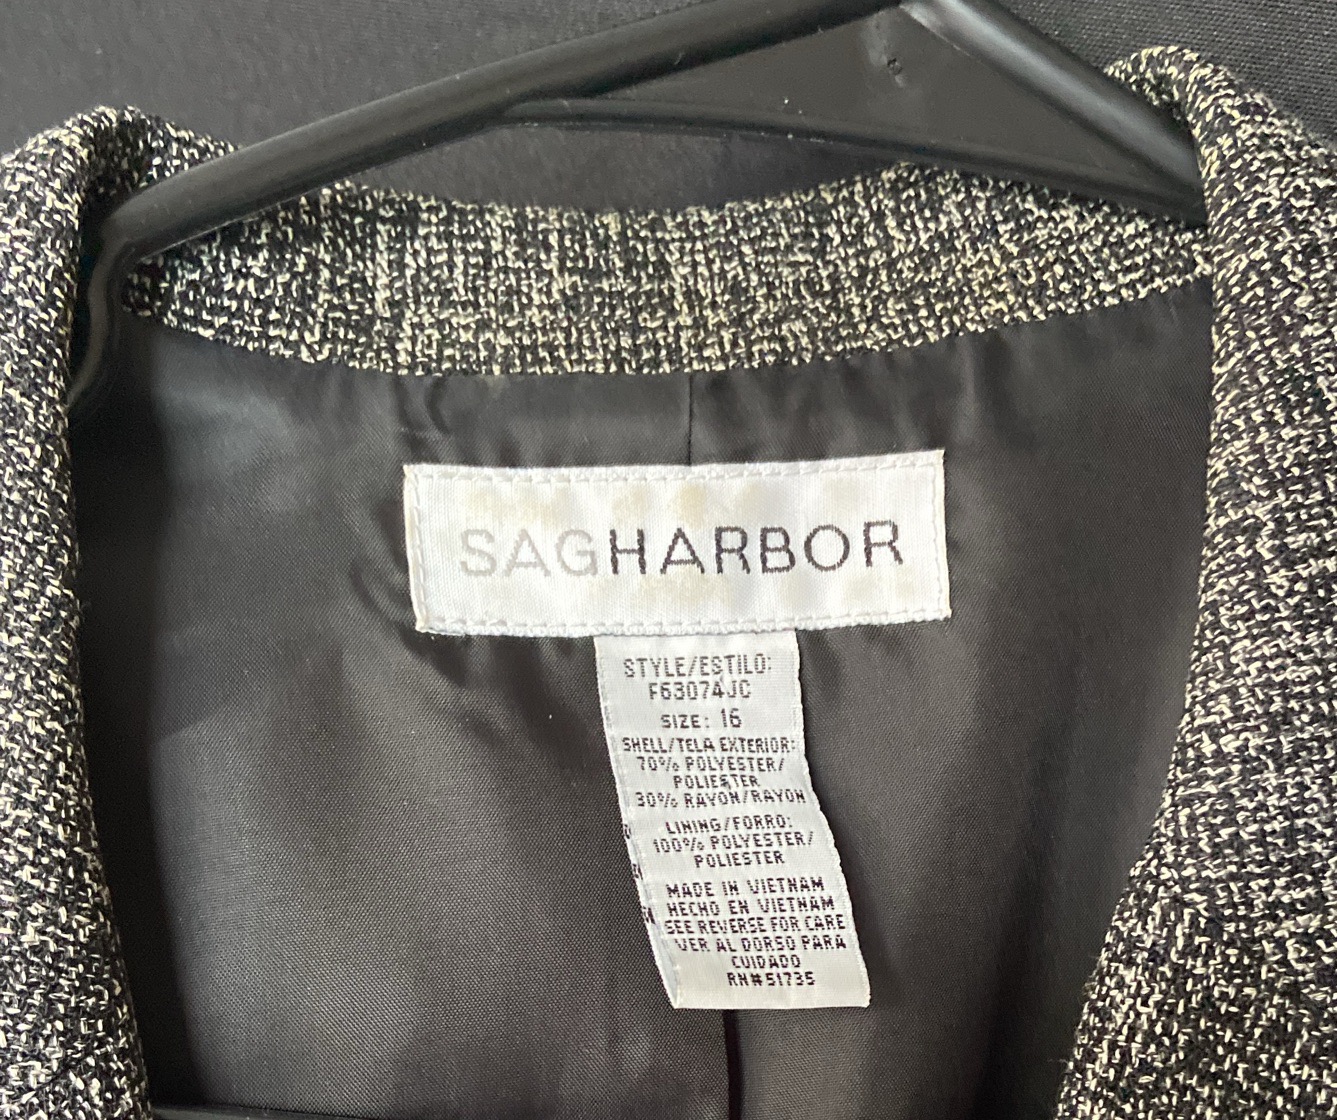 SAGHARBOR
STYLE/ESTILO:
F63074JC
SIZE: 16
SHELL/TELA EXTERIOR:
70% POLYESTER/
POLIESTER
30% RAYON/RAYON
LINING/FORRO:
100% POLYESTER/
POLIESTER
MADE IN VIETNAM
HECHO EN VIETNAM
SEE REVERSE FOR CARE
VER AL DORSO PARA
CUIDADO
RN#51735